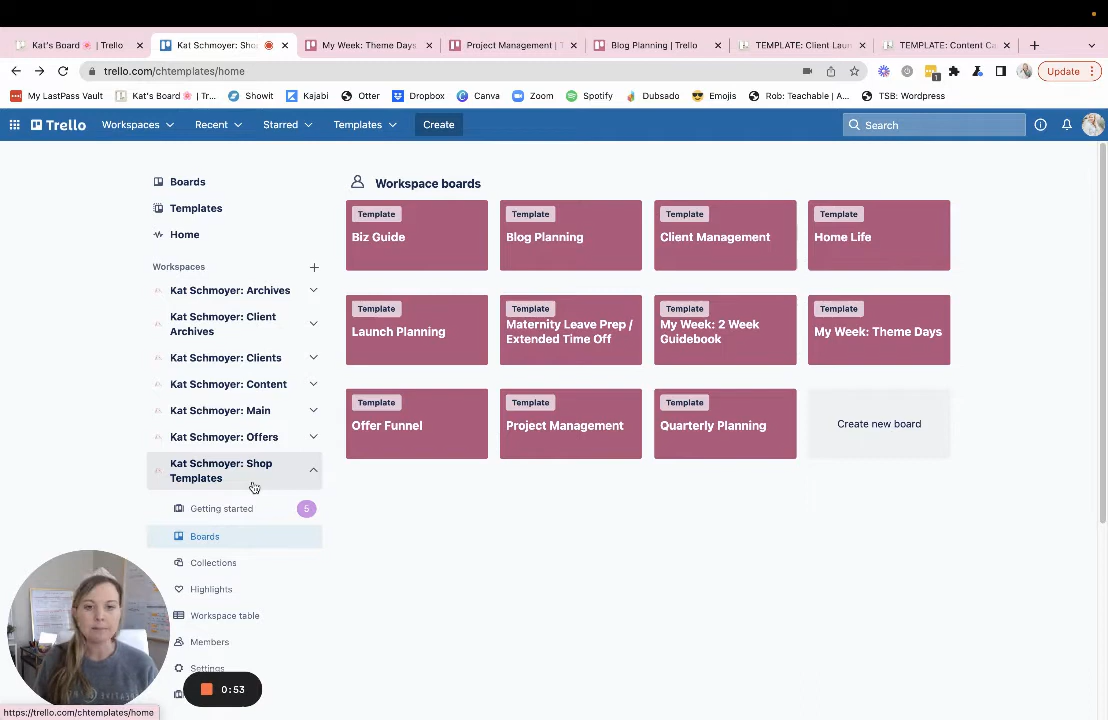 Kat's Board 🌸 | Trello
Kat Schmoyer: Sho
My Week: Theme Days
Project Management | T
Blog Planning | Trello
TEMPLATE: Client Laun
TEMPLATE: Content Ca
trello.com/chtemplates/home
Update
My LastPass Vault
Kat's Board 🌸 | Tr...
Showit
Kajabi
Otter
Dropbox
Canva
Zoom
Spotify
Dubsado
Emojis
Rob: Teachable | A...
TSB: Wordpress
Trello
Workspaces
Recent
Starred
Templates
Create
Search
Boards
Templates
Home
Workspaces
Kat Schmoyer: Archives
Kat Schmoyer: Client
Archives
Kat Schmoyer: Clients
Kat Schmoyer: Content
Kat Schmoyer: Main
Kat Schmoyer: Offers
Kat Schmoyer: Shop
Templates
Getting started
5
Boards
Collections
Highlights
Workspace table
Members
Settings
Workspace boards
Template
Biz Guide
Template
Blog Planning
Template
Client Management
Template
Home Life
Template
Launch Planning
Template
Maternity Leave Prep /
Extended Time Off
Template
My Week: 2 Week
Guidebook
Template
My Week: Theme Days
Template
Offer Funnel
Template
Project Management
Template
Quarterly Planning
Create new board
0:53
https://trello.com/chtemplates/home